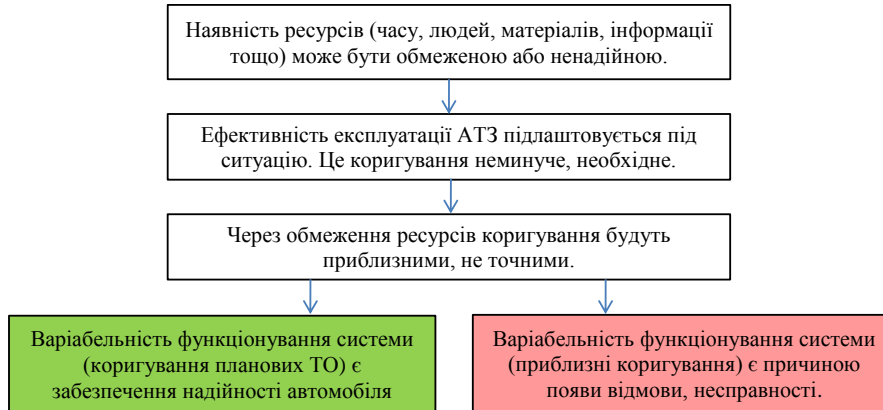 Наявність ресурсів (часу, людей, матеріалів, інформації
тощо) може бути обмеженою або ненадійною.
Ефективність експлуатації АТЗ підлаштовується під
ситуацію. Це коригування неминуче, необхідне.
Через обмеження ресурсів коригування будуть
приблизними, не точними.
Варіабельність функціонування системи
(коригування планових ТО) є
забезпечення надійності автомобіля
Варіабельність функціонування системи
(приблизні коригування) є причиною
появи відмови, несправності.